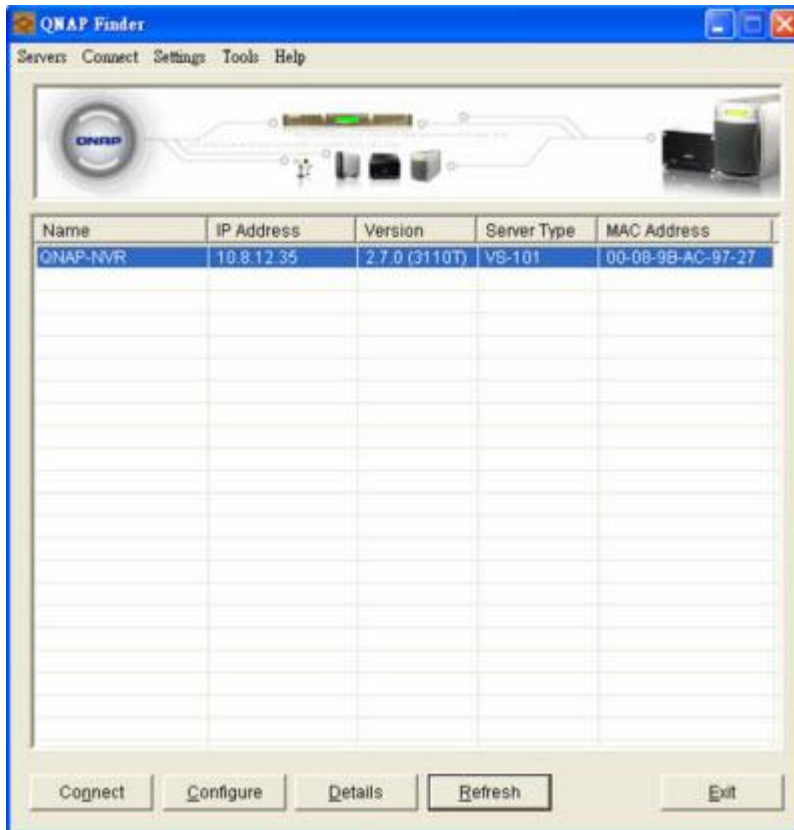 QNAP Finder
Servers Connect Settings Tools Help
QNAP
Name IP Address Version Server Type MAC Address
QNAP-NVR 10.8.12.35 2.7.0 (3110T) VS-101 00-08-9B-AC-97-27
Connect Configure Details Refresh Exit